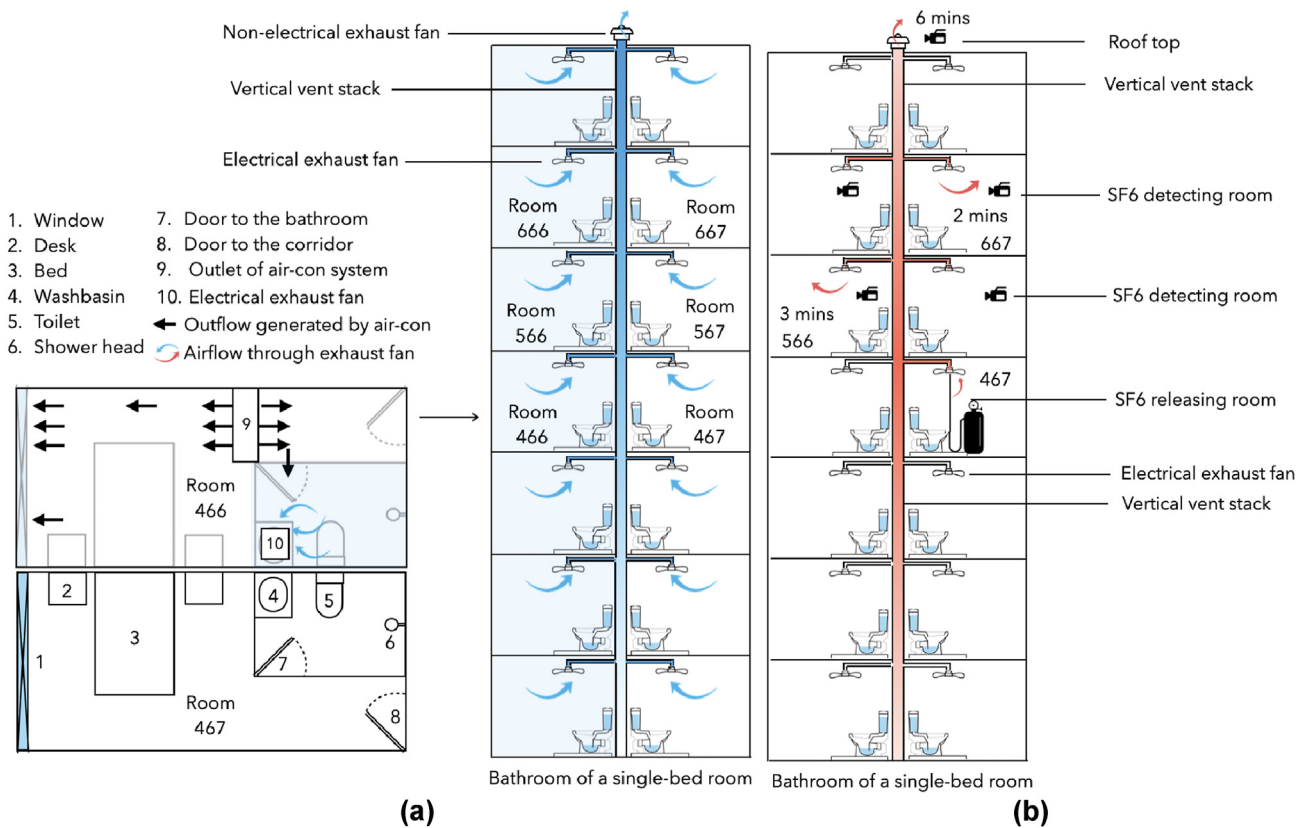 Non-electrical exhaust fan
Vertical vent stack
Electrical exhaust fan
1. Window
2. Desk
3. Bed
4. Washbasin
5. Toilet
6. Shower head
7. Door to the bathroom
8. Door to the corridor
9. Outlet of air-con system
10. Electrical exhaust fan
Outflow generated by air-con
Airflow through exhaust fan
9
Room
466
10
2
3
4
5
6
1
7
Room
467
8
Room
666
Room
667
Room
566
Room
567
Room
466
Room
467
Bathroom of a single-bed room
(a)
6 mins
Roof top
Vertical vent stack
SF6 detecting room
2 mins
667
SF6 detecting room
3 mins
566
467
SF6 releasing room
Electrical exhaust fan
Vertical vent stack
Bathroom of a single-bed room
(b)